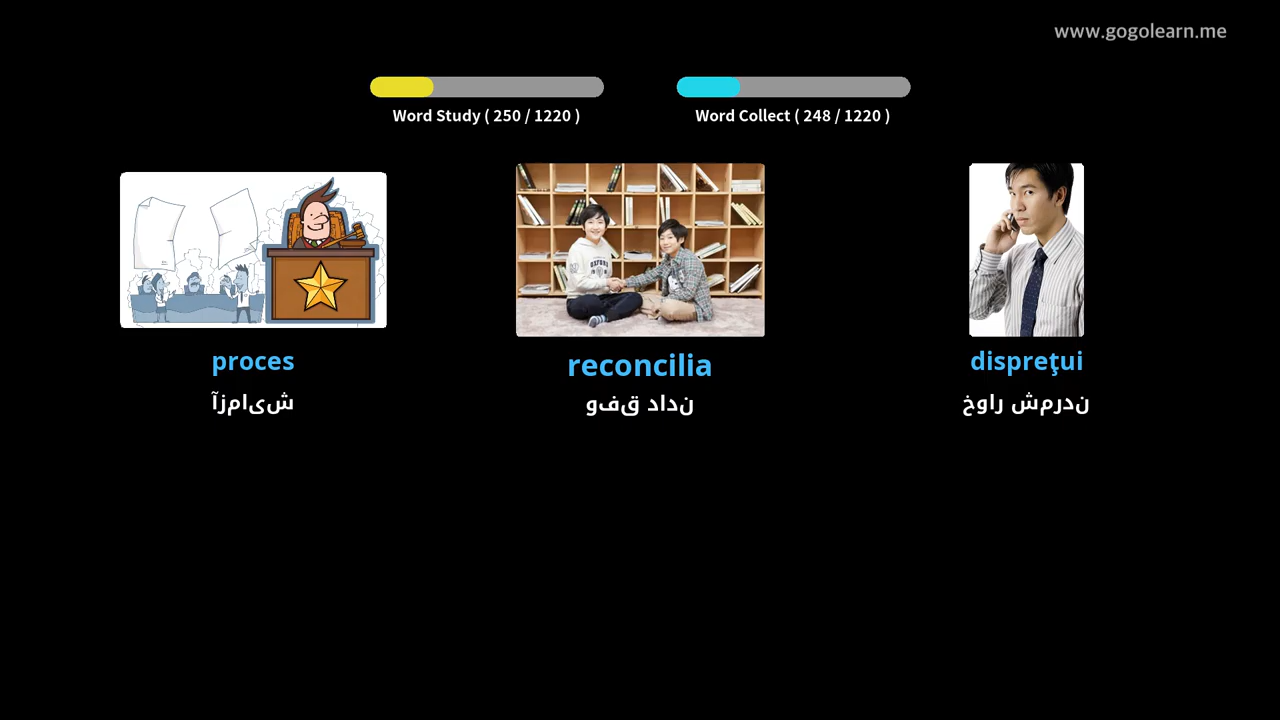 www.gogolearn.me
Word Study ( 250 / 1220 )
Word Collect ( 248 / 1220 )
proces
شیامزآ
reconcilia
نداد قفو
dispreţui
ندرمش راوخ